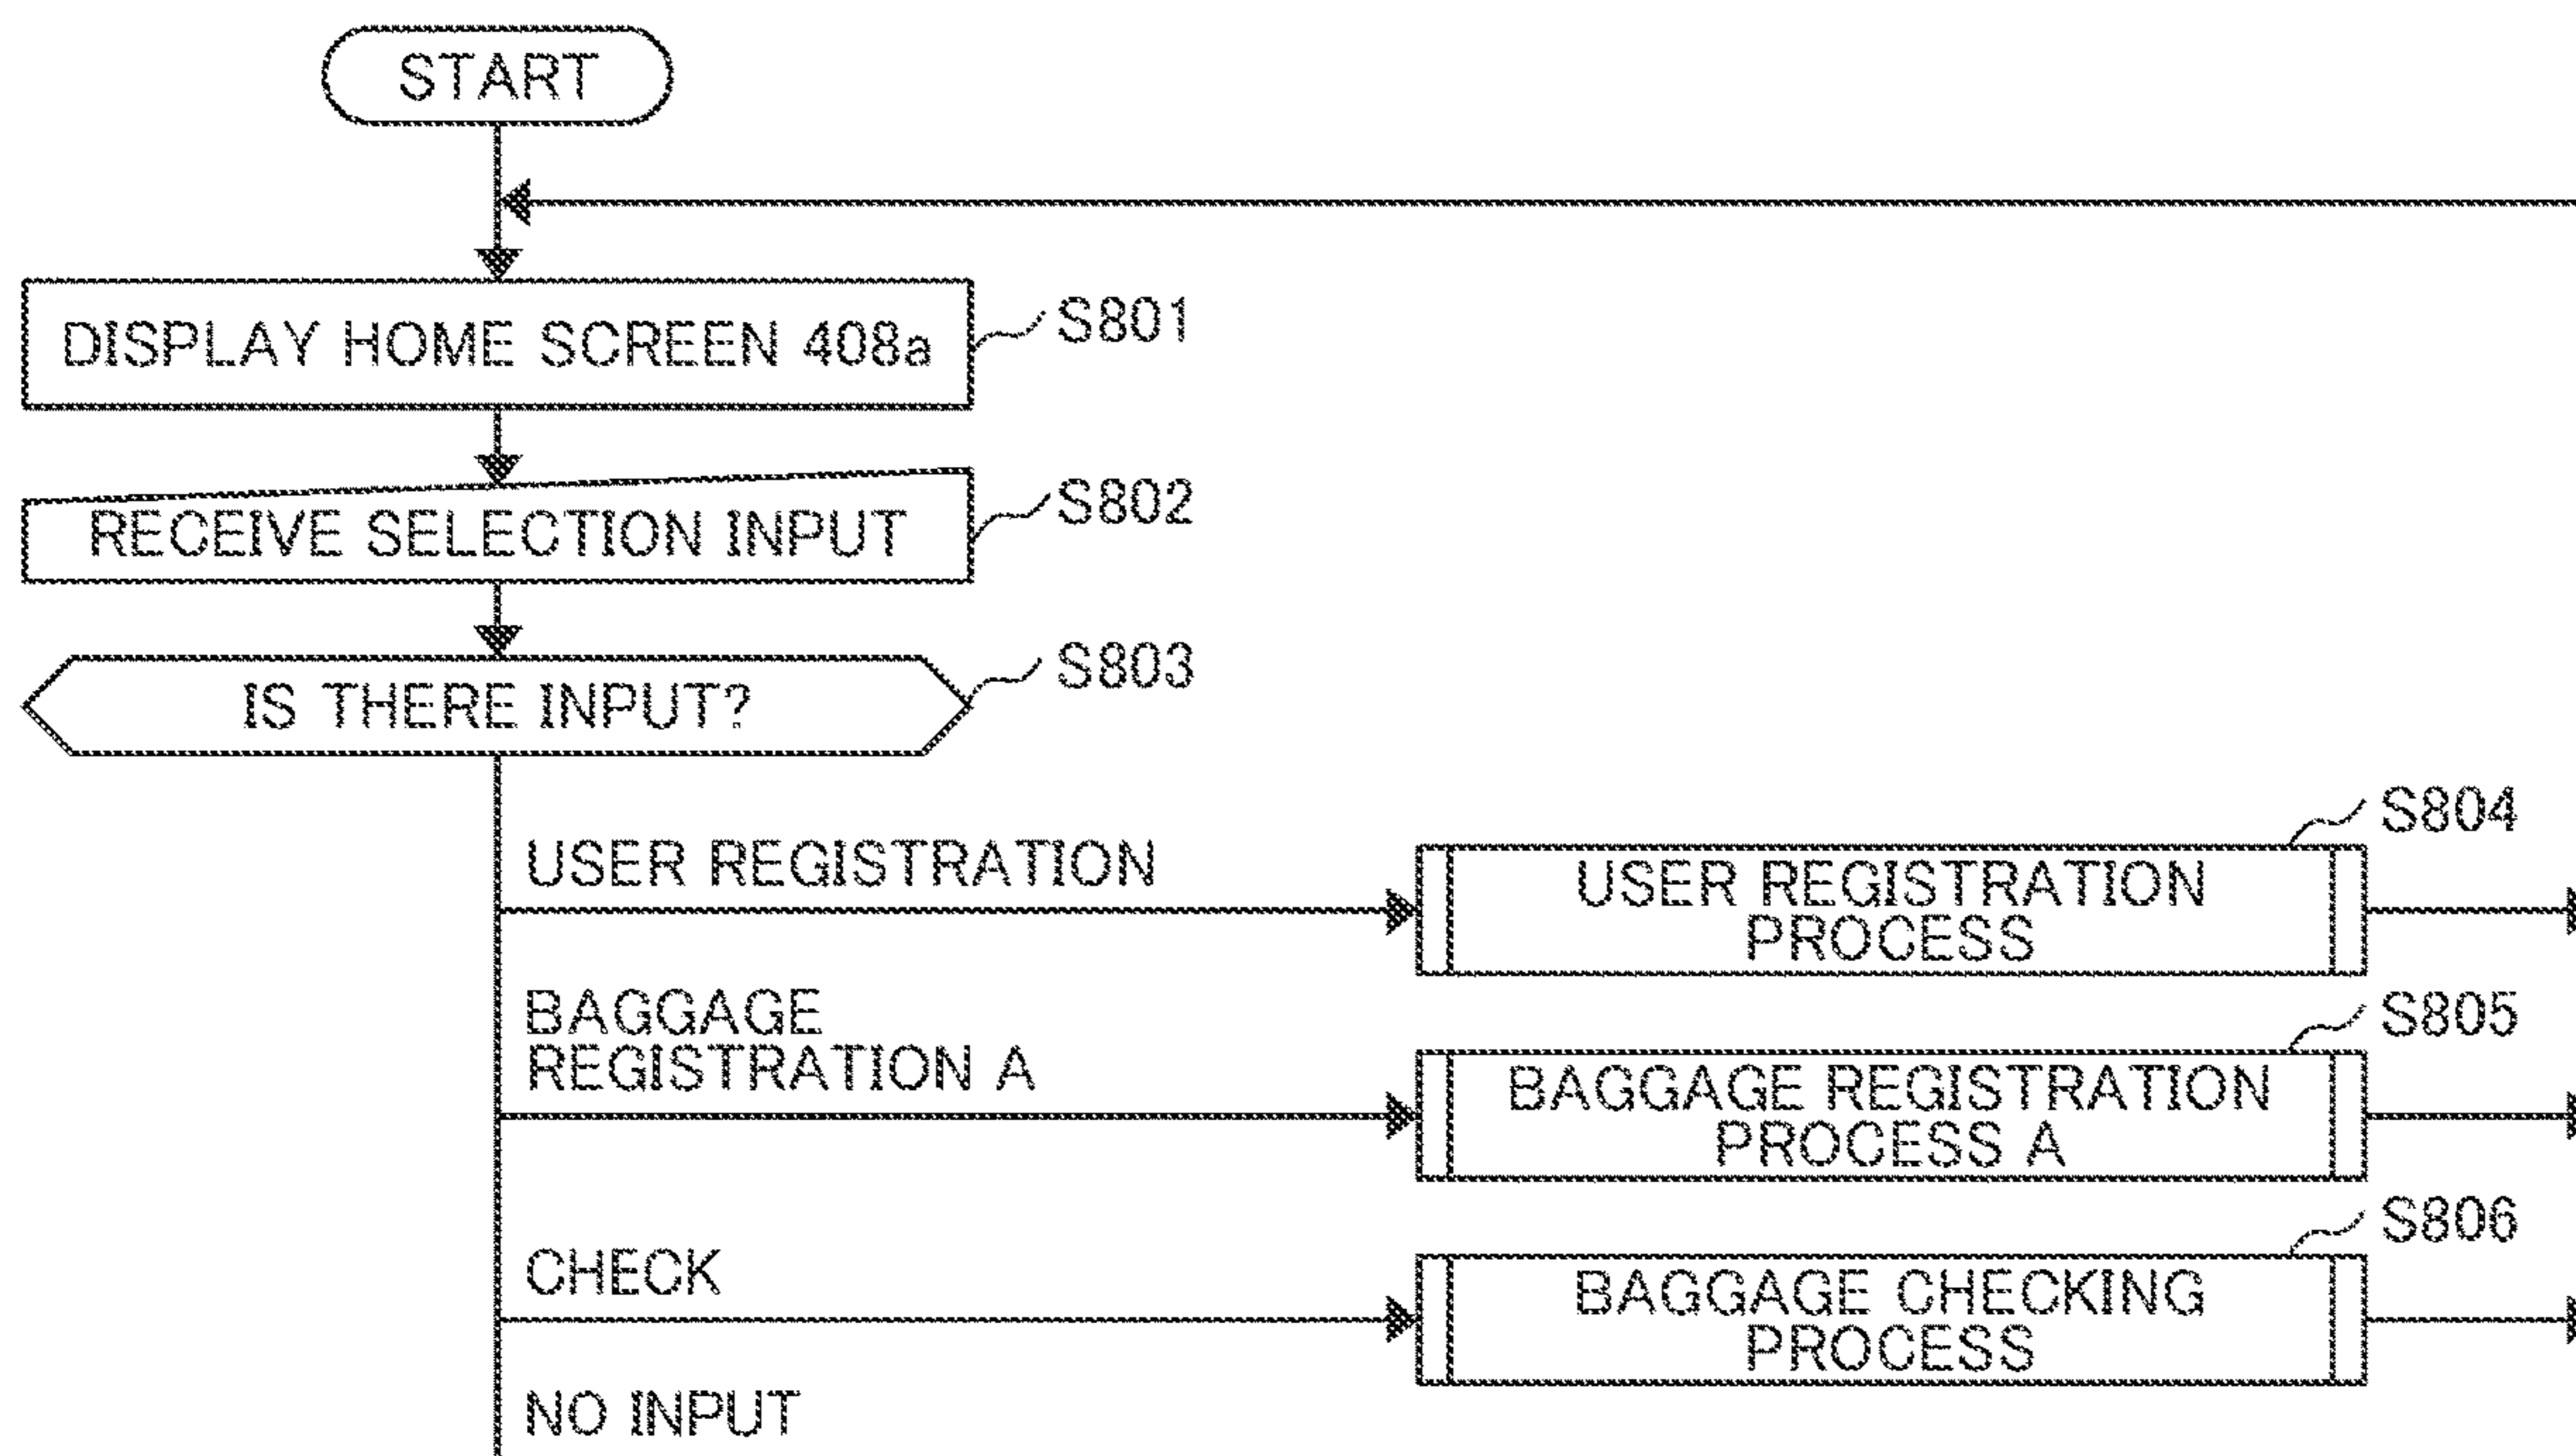 START
DISPLAY HOME SCREEN 408a
S801
RECEIVE SELECTION INPUT
S802
IS THERE INPUT?
S803
USER REGISTRATION
USER REGISTRATION
PROCESS
S804
BAGGAGE
REGISTRATION A
BAGGAGE REGISTRATION
PROCESS A
S805
CHECK
BAGGAGE CHECKING
PROCESS
S806
NO INPUT